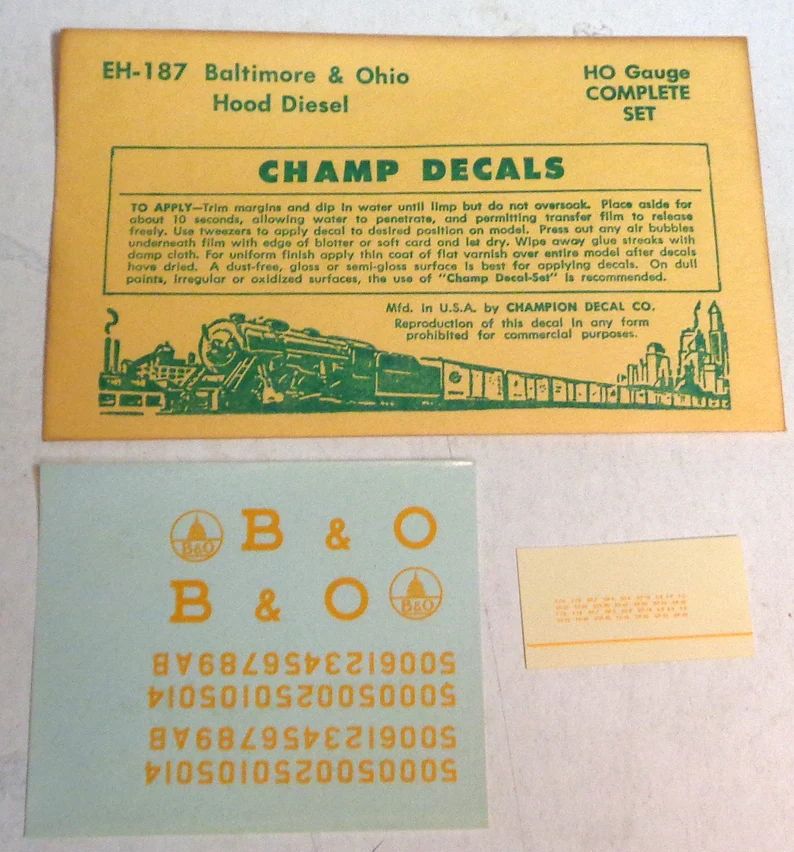 EH-187 Baltimore & Ohio
Hood Diesel
HO Gauge
COMPLETE
SET
CHAMP DECALS
TO APPLY—Trim margins and dip in water until limp but do not oversoak. Place aside for
about 10 seconds, allowing water to penetrate, and permitting transfer film to release
freely. Use tweezers to apply decal to desired position on model. Press out any air bubbles
underneath film with edge of blotter or soft card and let dry. Wipe away glue streaks with
damp cloth. For uniform finish apply thin coat of flat varnish over entire model after decals
have dried. A dust-free, gloss or semi-gloss surface is best for applying decals. On dull
paints, irregular or oxidized surfaces, the use of "Champ Decal-Set" is recommended.
Mfd. in U.S.A. by CHAMPION DECAL CO.
Reproduction of this decal in any form
prohibited for commercial purposes.
B&O B & O
B & O B&O
5006123456789AB
5000500250105014
5006123456789AB
5000500250105014